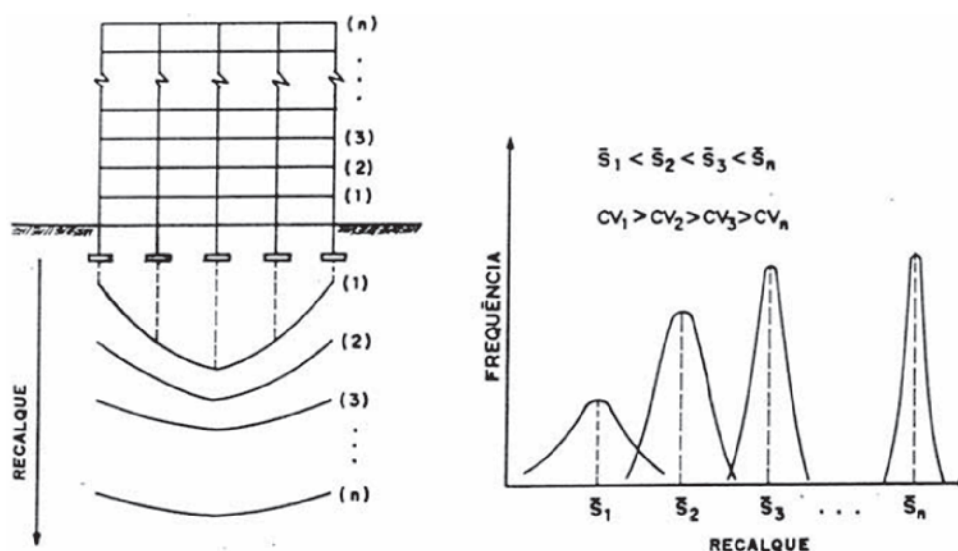 (n)
(3)
(2)
(1)
RECALQUE
(1)
(2)
(3)
(n)
FREQUÊNCIA
S̄₁ < S̄₂ < S̄₃ < S̄ₙ
CV₁ > CV₂ > CV₃ > CVₙ
S̄₁ S̄₂ S̄₃ . . . S̄ₙ
RECALQUE